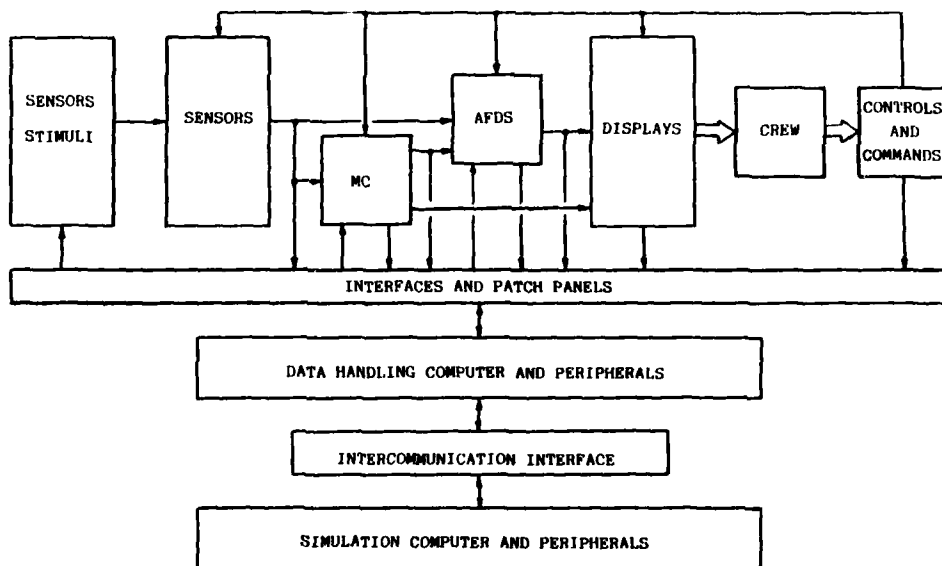 SENSORS
STIMULI
SENSORS
MC
AFDS
DISPLAYS
CREW
CONTROLS
AND
COMMANDS
INTERFACES AND PATCH PANELS
DATA HANDLING COMPUTER AND PERIPHERALS
INTERCOMMUNICATION INTERFACE
SIMULATION COMPUTER AND PERIPHERALS